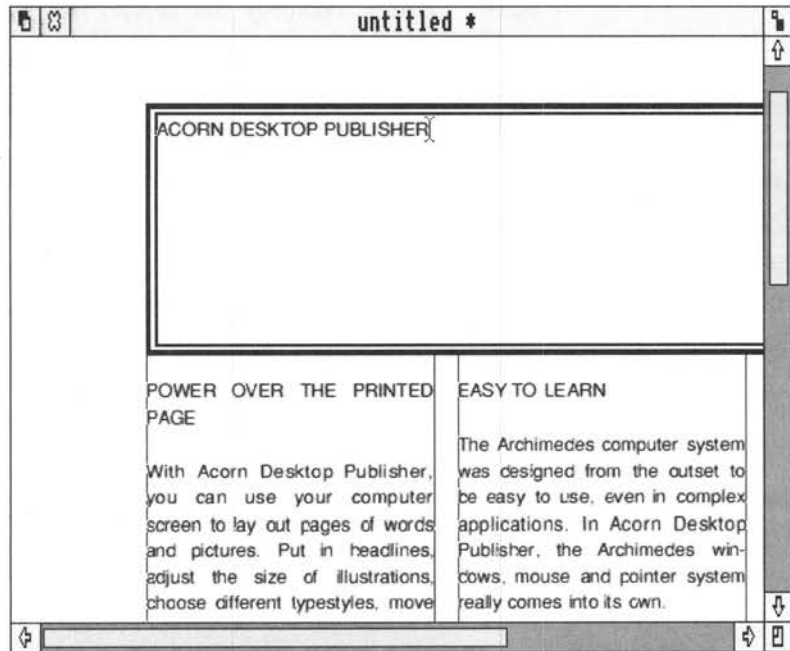 untitled *
ACORN DESKTOP PUBLISHER
POWER OVER THE PRINTED
PAGE
With Acorn Desktop Publisher,
you can use your computer
screen to lay out pages of words
and pictures. Put in headlines,
adjust the size of illustrations,
choose different typestyles, move
EASY TO LEARN
The Archimedes computer system
was designed from the outset to
be easy to use, even in complex
applications. In Acorn Desktop
Publisher, the Archimedes win-
dows, mouse and pointer system
really comes into its own.